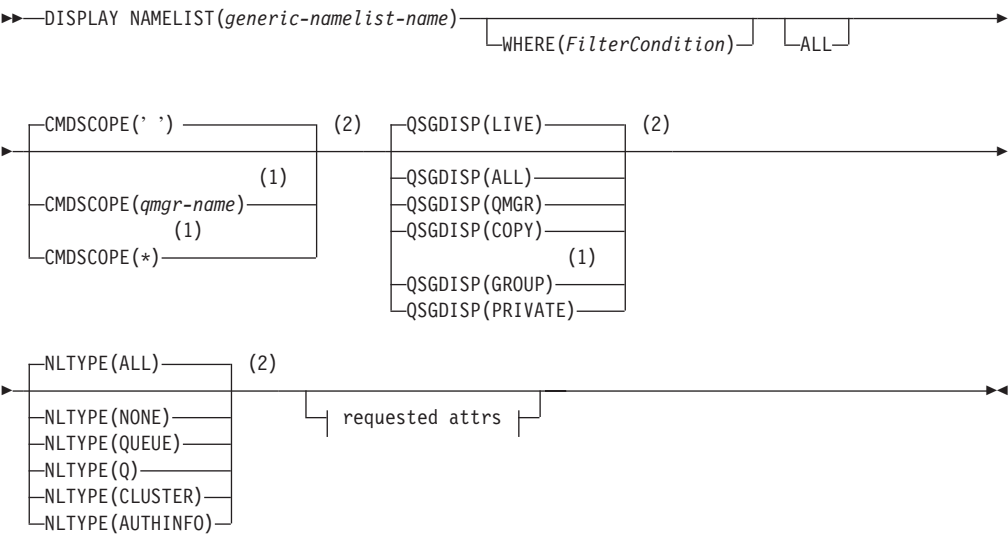 DISPLAY NAMELIST(generic-namelist-name)
WHERE(FilterCondition)
ALL
CMDSCOPE(’ ’)
(2)
QSGDISP(LIVE)
(2)
(1)
CMDSCOPE(qmgr-name)
(1)
CMDSCOPE(*)
QSGDISP(ALL)
QSGDISP(QMGR)
QSGDISP(COPY)
(1)
QSGDISP(GROUP)
QSGDISP(PRIVATE)
NLTYPE(ALL)
(2)
NLTYPE(NONE)
NLTYPE(QUEUE)
NLTYPE(Q)
NLTYPE(CLUSTER)
NLTYPE(AUTHINFO)
requested attrs